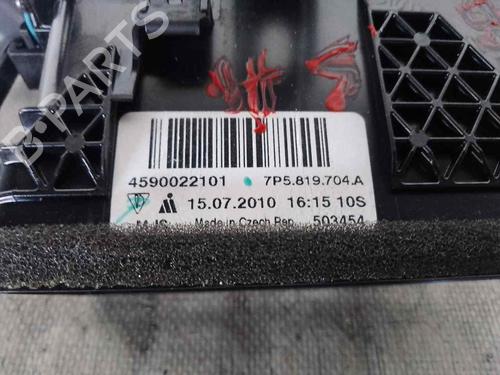 B-PARTS
4590022101 7P5.819.704.A
15.07.2010 16:15 10S
Made in Czech Rep. 503454